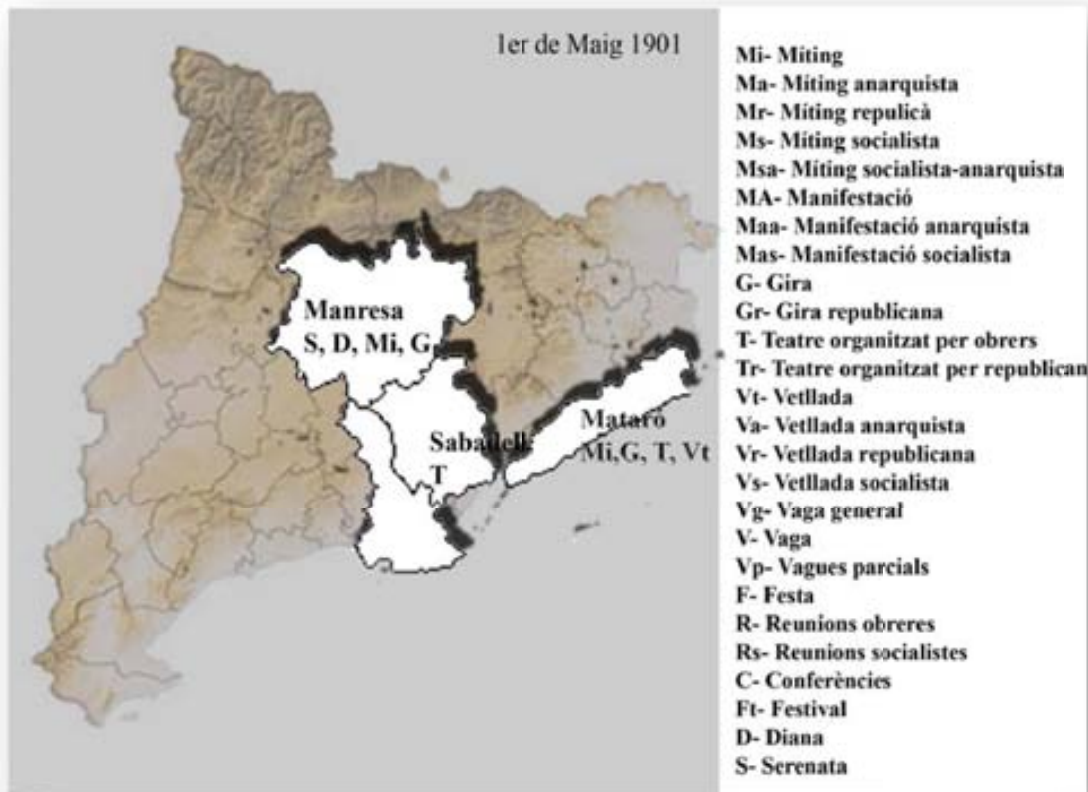 1er de Maig 1901
Manresa
S, D, Mi, G
Sabadell
T
Mataró
Mi,G, T, Vt
Mi- Míting
Ma- Míting anarquista
Mr- Míting repulicà
Ms- Míting socialista
Msa- Míting socialista-anarquista
MA- Manifestació
Maa- Manifestació anarquista
Mas- Manifestació socialista
G- Gira
Gr- Gira republicana
T- Teatre organitzat per obrers
Tr- Teatre organitzat per republican
Vt- Vetllada
Va- Vetllada anarquista
Vr- Vetllada republicana
Vs- Vetllada socialista
Vg- Vaga general
V- Vaga
Vp- Vagues parcials
F- Festa
R- Reunions obreres
Rs- Reunions socialistes
C- Conferències
Ft- Festival
D- Diana
S- Serenata